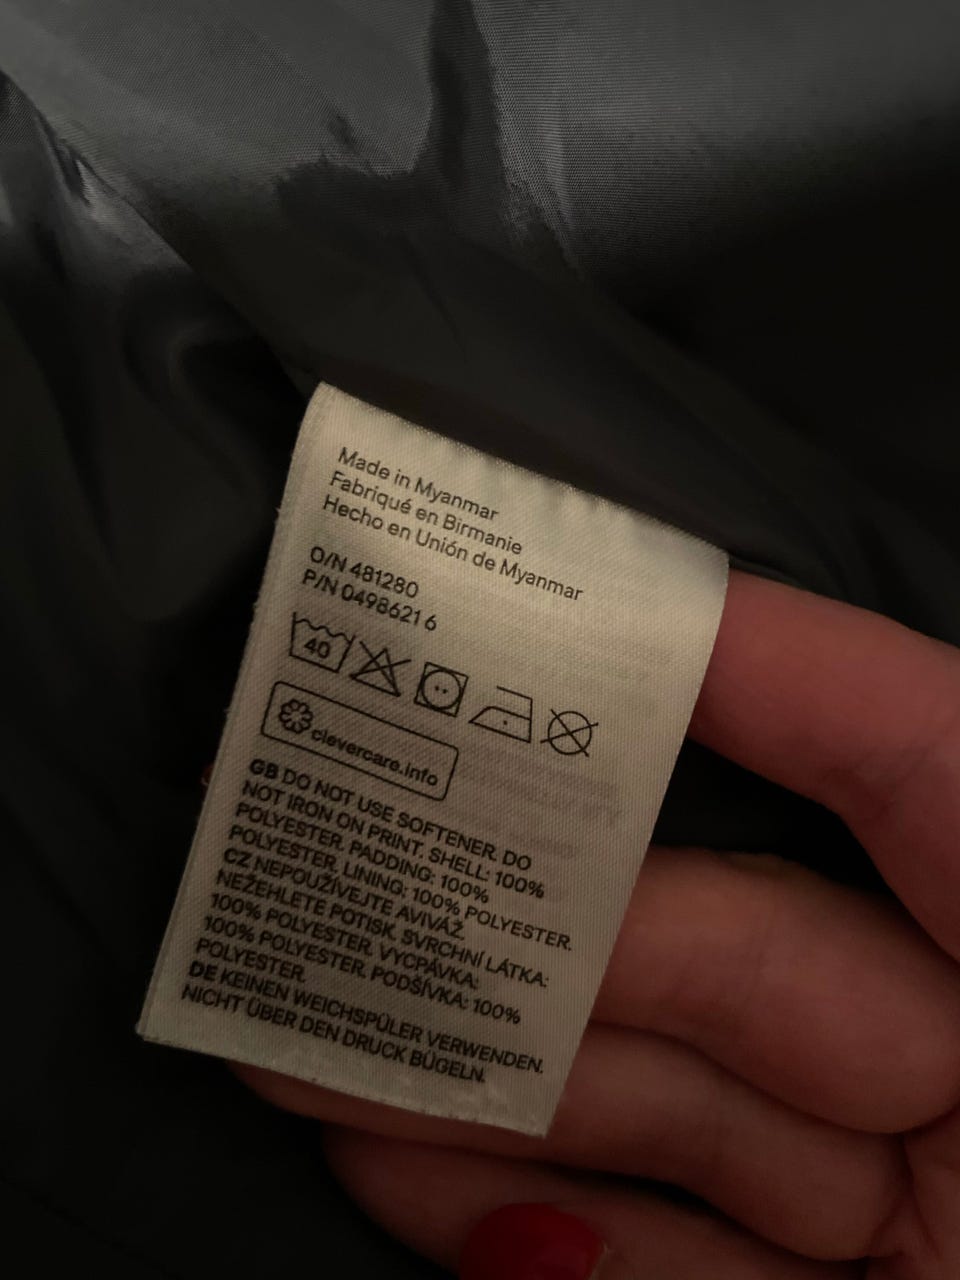 Made in Myanmar
Fabriqué en Birmanie
Hecho en Unión de Myanmar
O/N 481280
P/N 0498621 6
40
clevercare.info
GB DO NOT USE SOFTENER. DO
NOT IRON ON PRINT. SHELL: 100%
POLYESTER. PADDING: 100%
POLYESTER. LINING: 100% POLYESTER.
CZ NEPOUŽÍVEJTE AVIVÁŽ.
NEŽEHLETE POTISK. SVRCHNÍ LÁTKA:
100% POLYESTER. VYCPÁVKA:
100% POLYESTER. PODŠÍVKA: 100%
POLYESTER.
DE KEINEN WEICHSPÜLER VERWENDEN.
NICHT ÜBER DEN DRUCK BÜGELN.